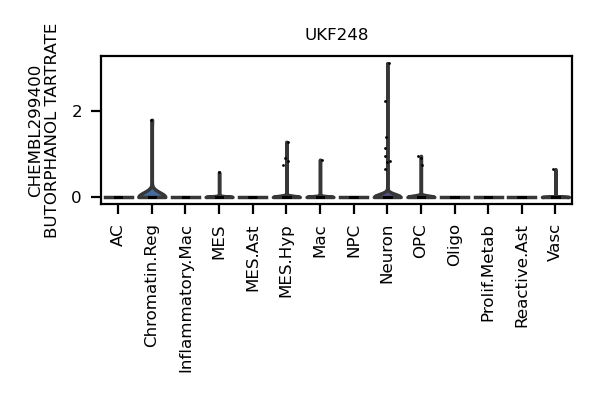 UKF248
CHEMBL299400
BUTORPHANOL TARTRATE
2
0
AC
Chromatin.Reg
Inflammatory.Mac
MES
MES.Ast
MES.Hyp
Mac
NPC
Neuron
OPC
Oligo
Prolif.Metab
Reactive.Ast
Vasc